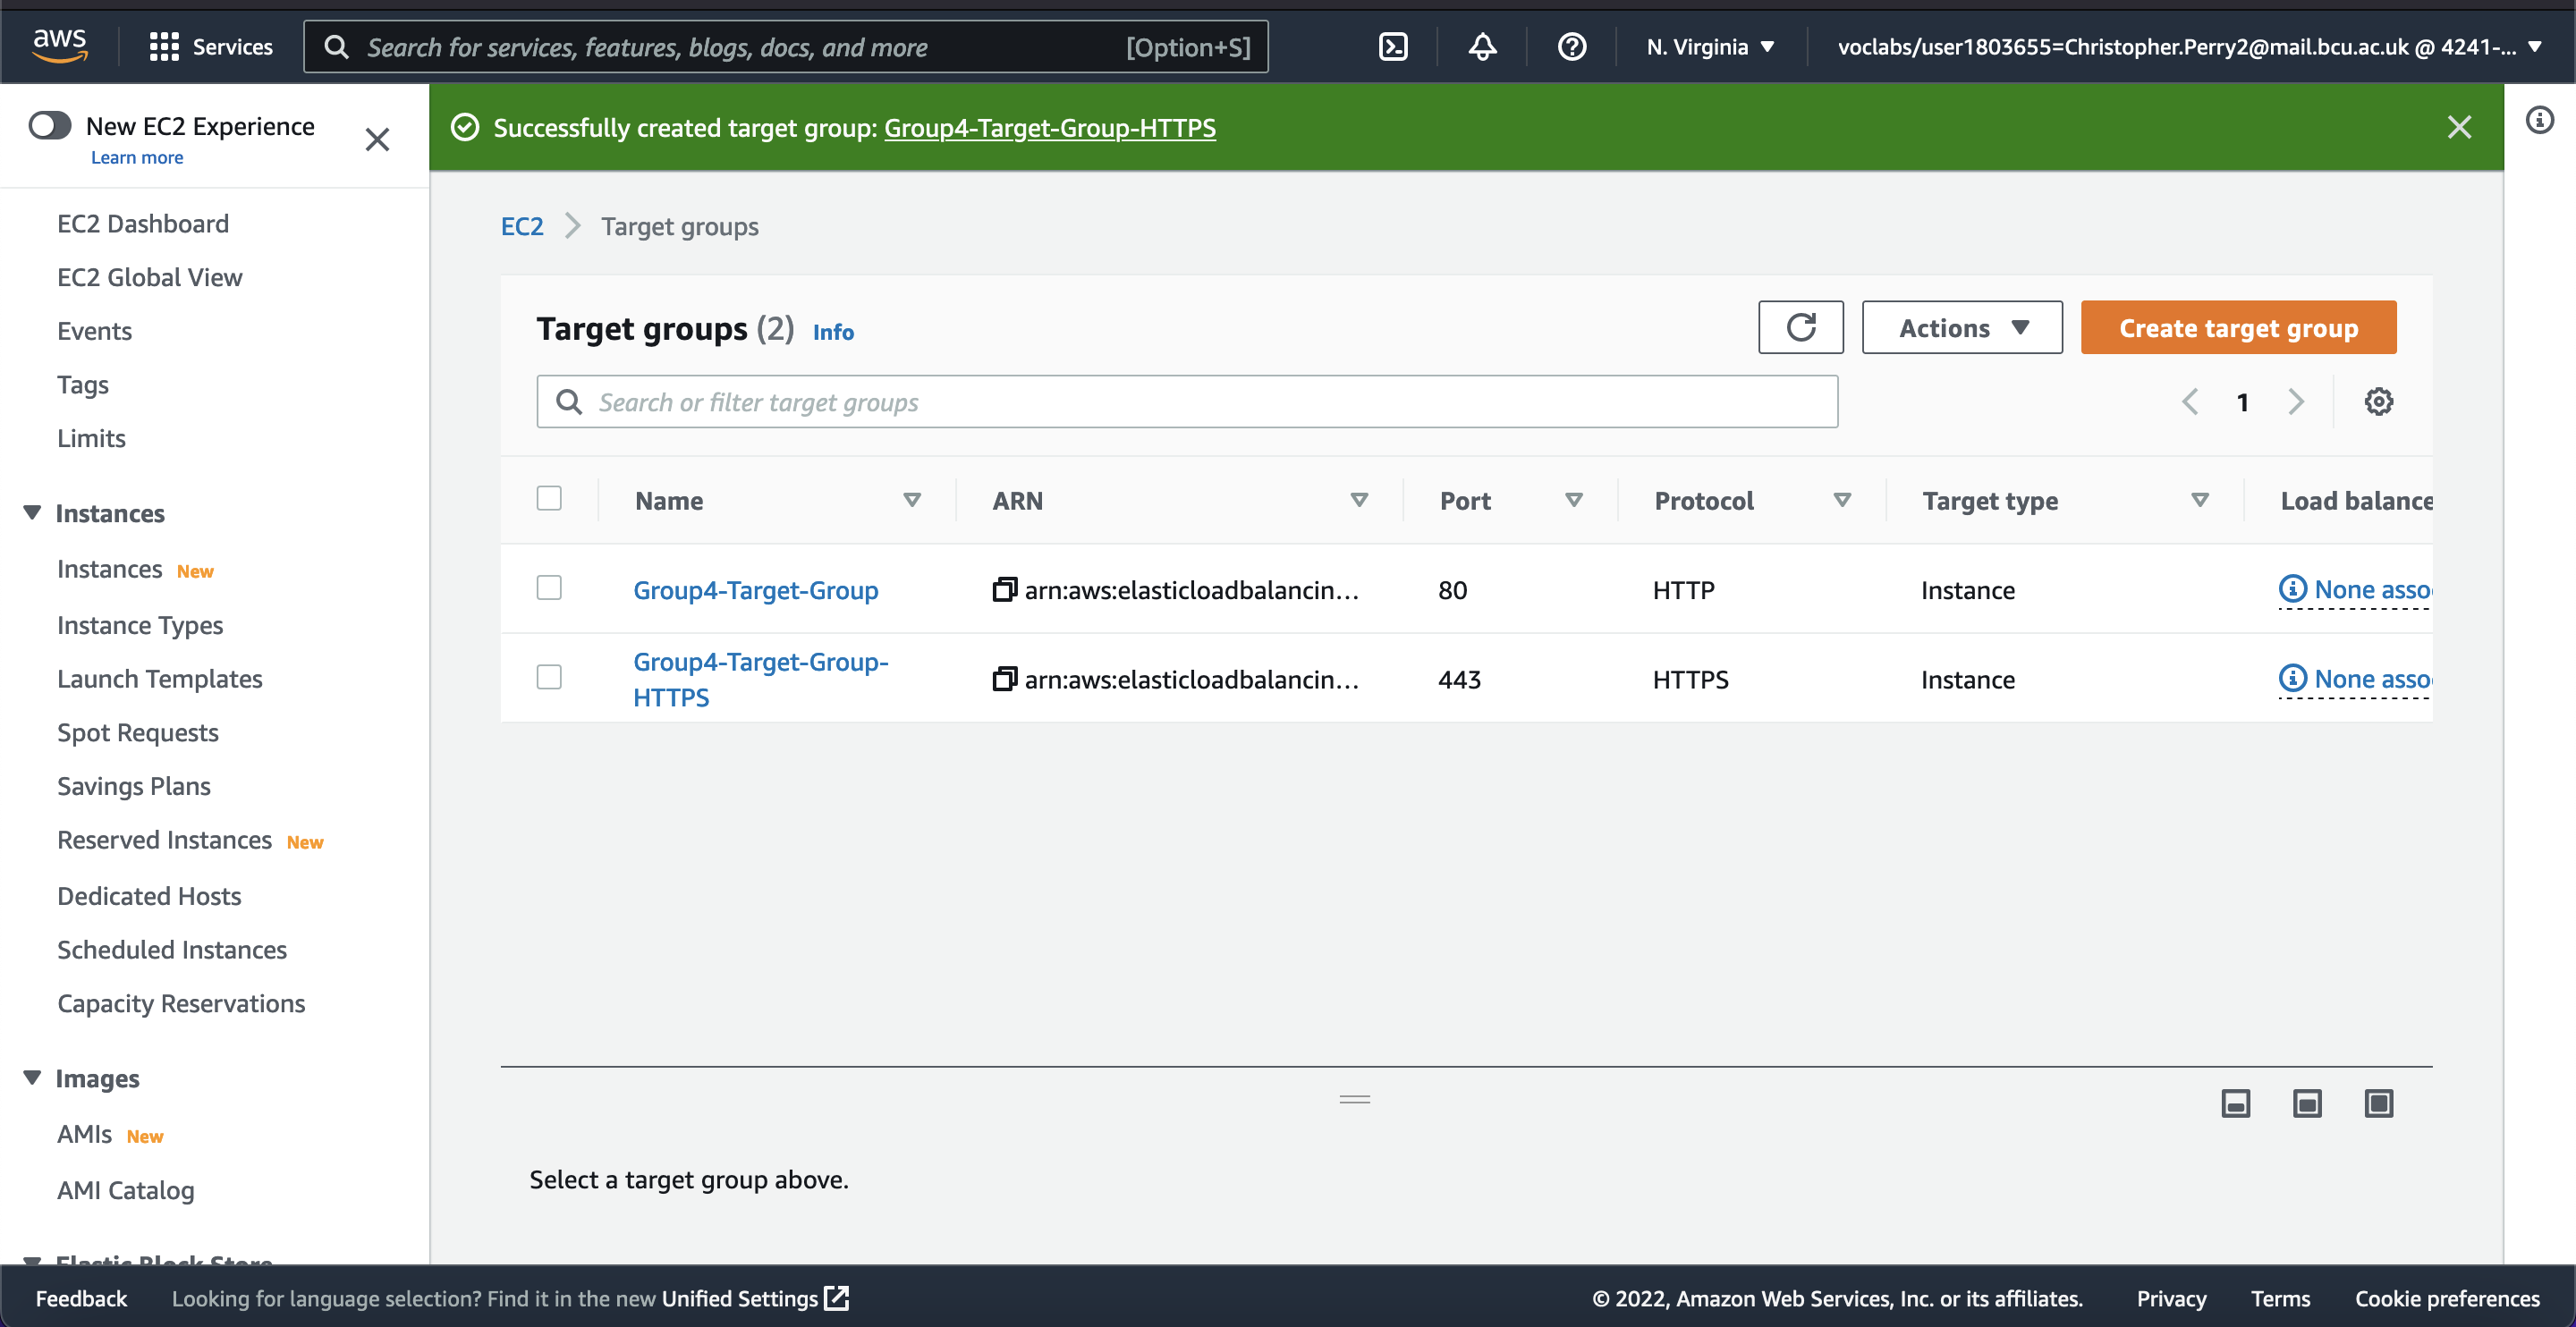 aws
Services
Search for services, features, blogs, docs, and more [Option+S]
N. Virginia
voclabs/user1803655=Christopher.Perry2@mail.bcu.ac.uk @ 4241-...
New EC2 Experience
Learn more
Successfully created target group: Group4-Target-Group-HTTPS
EC2 Dashboard
EC2 Global View
Events
Tags
Limits
Instances
Instances New
Instance Types
Launch Templates
Spot Requests
Savings Plans
Reserved Instances New
Dedicated Hosts
Scheduled Instances
Capacity Reservations
Images
AMIs New
AMI Catalog
Elastic Block Store
EC2 > Target groups
Target groups (2) Info
Actions
Create target group
Search or filter target groups
1
Name ARN Port Protocol Target type Load balance
Group4-Target-Group arn:aws:elasticloadbalancin... 80 HTTP Instance None asso
Group4-Target-Group-
HTTPS arn:aws:elasticloadbalancin... 443 HTTPS Instance None asso
Select a target group above.
Feedback Looking for language selection? Find it in the new Unified Settings
© 2022, Amazon Web Services, Inc. or its affiliates. Privacy Terms Cookie preferences